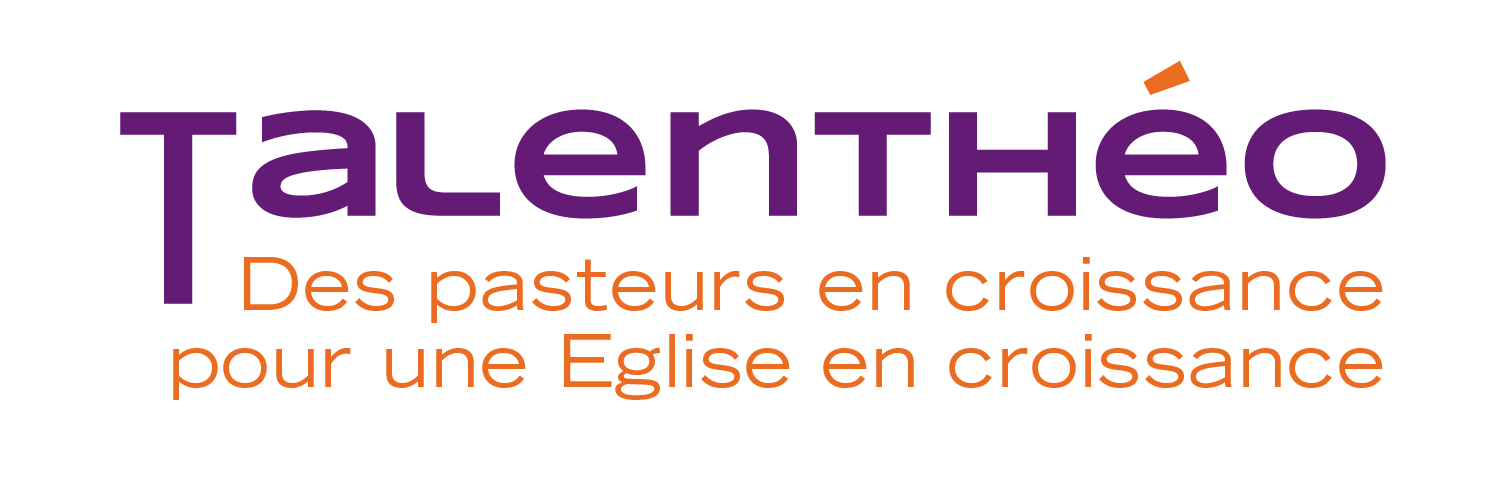 Talenthéo
Des pasteurs en croissance
pour une Eglise en croissance